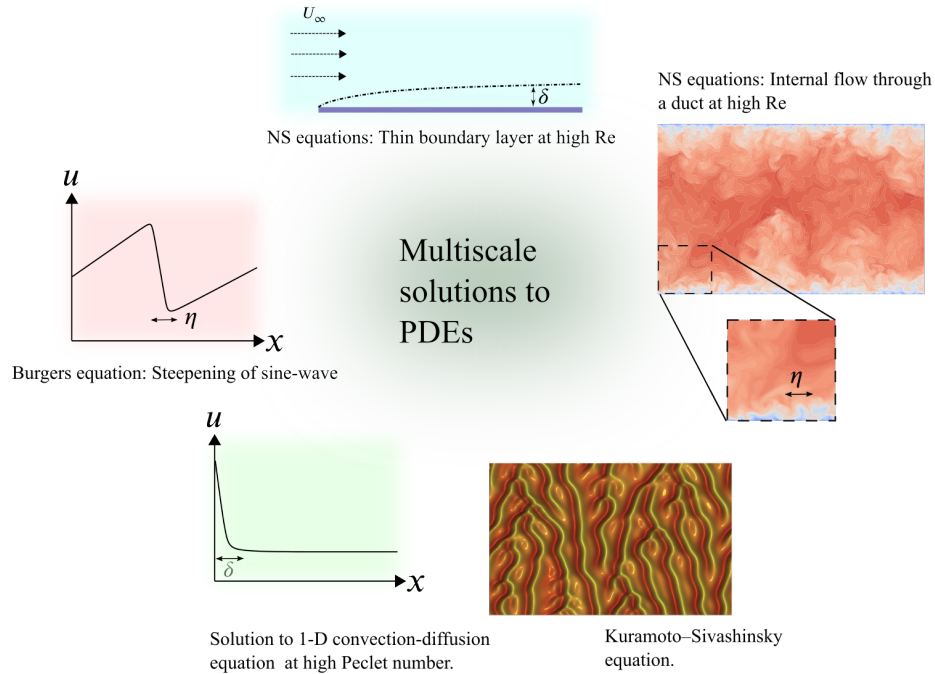 U∞
δ
NS equations: Thin boundary layer at high Re
NS equations: Internal flow through
a duct at high Re
u
η
x
Burgers equation: Steepening of sine-wave
Multiscale
solutions to
PDEs
η
u
δ
x
Solution to 1-D convection-diffusion
equation at high Peclet number.
Kuramoto–Sivashinsky
equation.